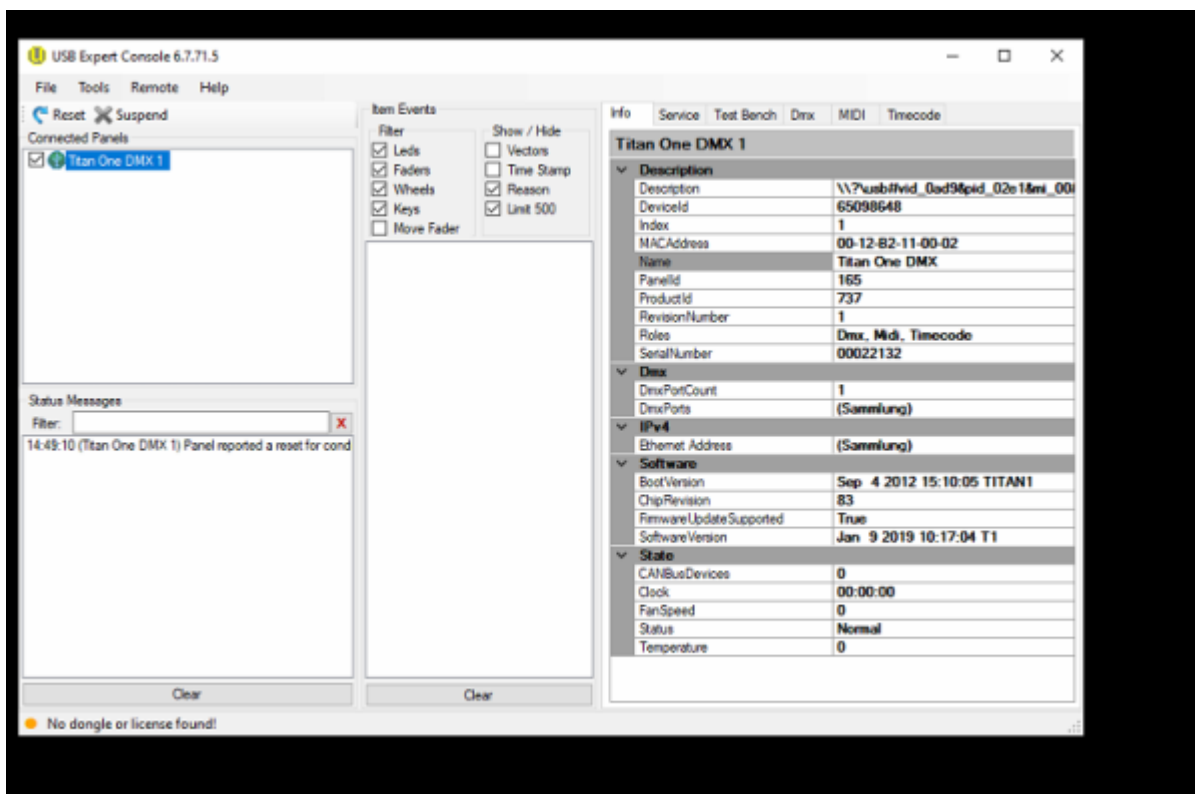 USB Expert Console 6.7.71.5
File Tools Remote Help
Reset Suspend
Connected Panels
Titan One DMX 1
Status Messages
Filter:
X
14:49:10 (Titan One DMX 1) Panel reported a reset for cond
Clear
Item Events
Filter
Leds
Faders
Wheels
Keys
Move Fader
Show / Hide
Vectors
Time Stamp
Reason
Limit 500
Clear
Info Service Test Bench Dmx MIDI Timecode
Titan One DMX 1
Description
Description \\?\usb#vid_0ad9&pid_02e1&mi_00
DeviceId 65098648
Index 1
MACAddress 00-12-B2-11-00-02
Name Titan One DMX
PanelId 165
ProductId 737
RevisionNumber 1
Roles Dmx, Midi, Timecode
SerialNumber 00022132
Dmx
DmxPortCount 1
DmxPorts (Sammlung)
IPv4
Ethernet Address (Sammlung)
Software
BootVersion Sep 4 2012 15:10:05 TITAN1
ChipRevision 83
FirmwareUpdateSupported True
SoftwareVersion Jan 9 2019 10:17:04 T1
State
CANBusDevices 0
Clock 00:00:00
FanSpeed 0
Status Normal
Temperature 0
No dongle or license found!